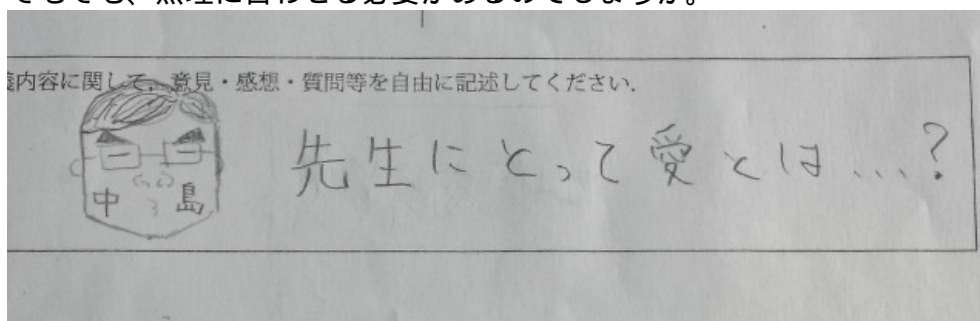 義内容に関して，意見・感想・質問等を自由に記述してください．
先生にとって愛とは…?
中島